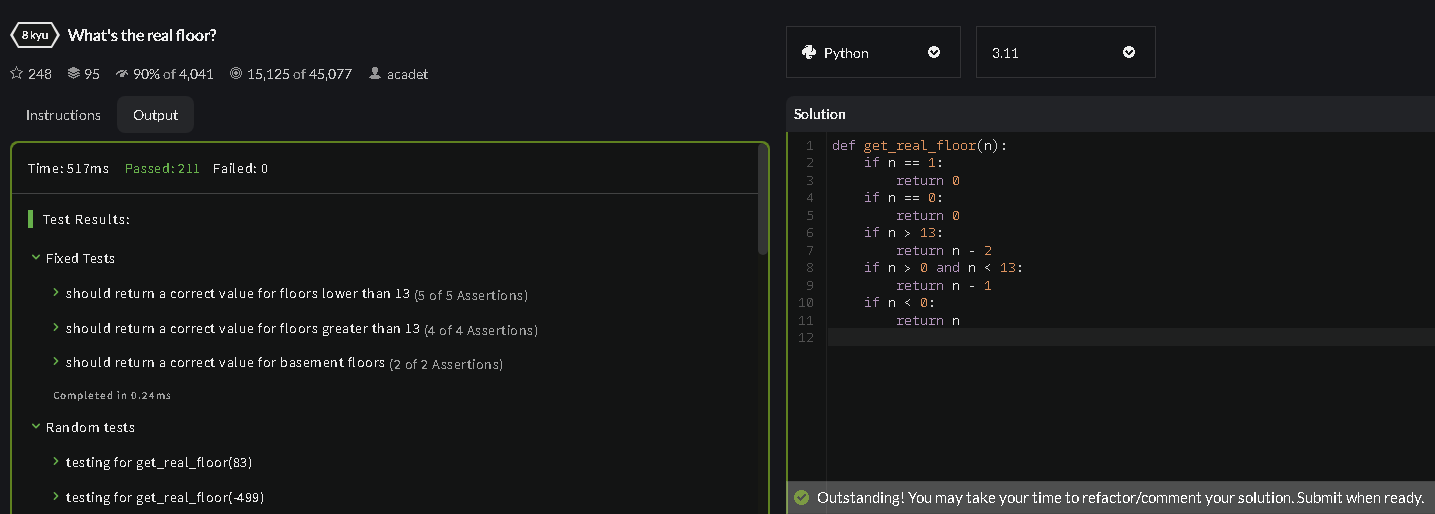 8 kyu What's the real floor?
248 95 90% of 4,041 15,125 of 45,077 acadet
Instructions Output
Time: 517ms Passed: 211 Failed: 0
Test Results:
Fixed Tests
should return a correct value for floors lower than 13 (5 of 5 Assertions)
should return a correct value for floors greater than 13 (4 of 4 Assertions)
should return a correct value for basement floors (2 of 2 Assertions)
Completed in 0.24ms
Random tests
testing for get_real_floor(83)
testing for get_real_floor(-499)
Python 3.11
Solution
1 def get_real_floor(n):
2     if n == 1:
3         return 0
4     if n == 0:
5         return 0
6     if n > 13:
7         return n - 2
8     if n > 0 and n < 13:
9         return n - 1
10     if n < 0:
11         return n
12
Outstanding! You may take your time to refactor/comment your solution. Submit when ready.